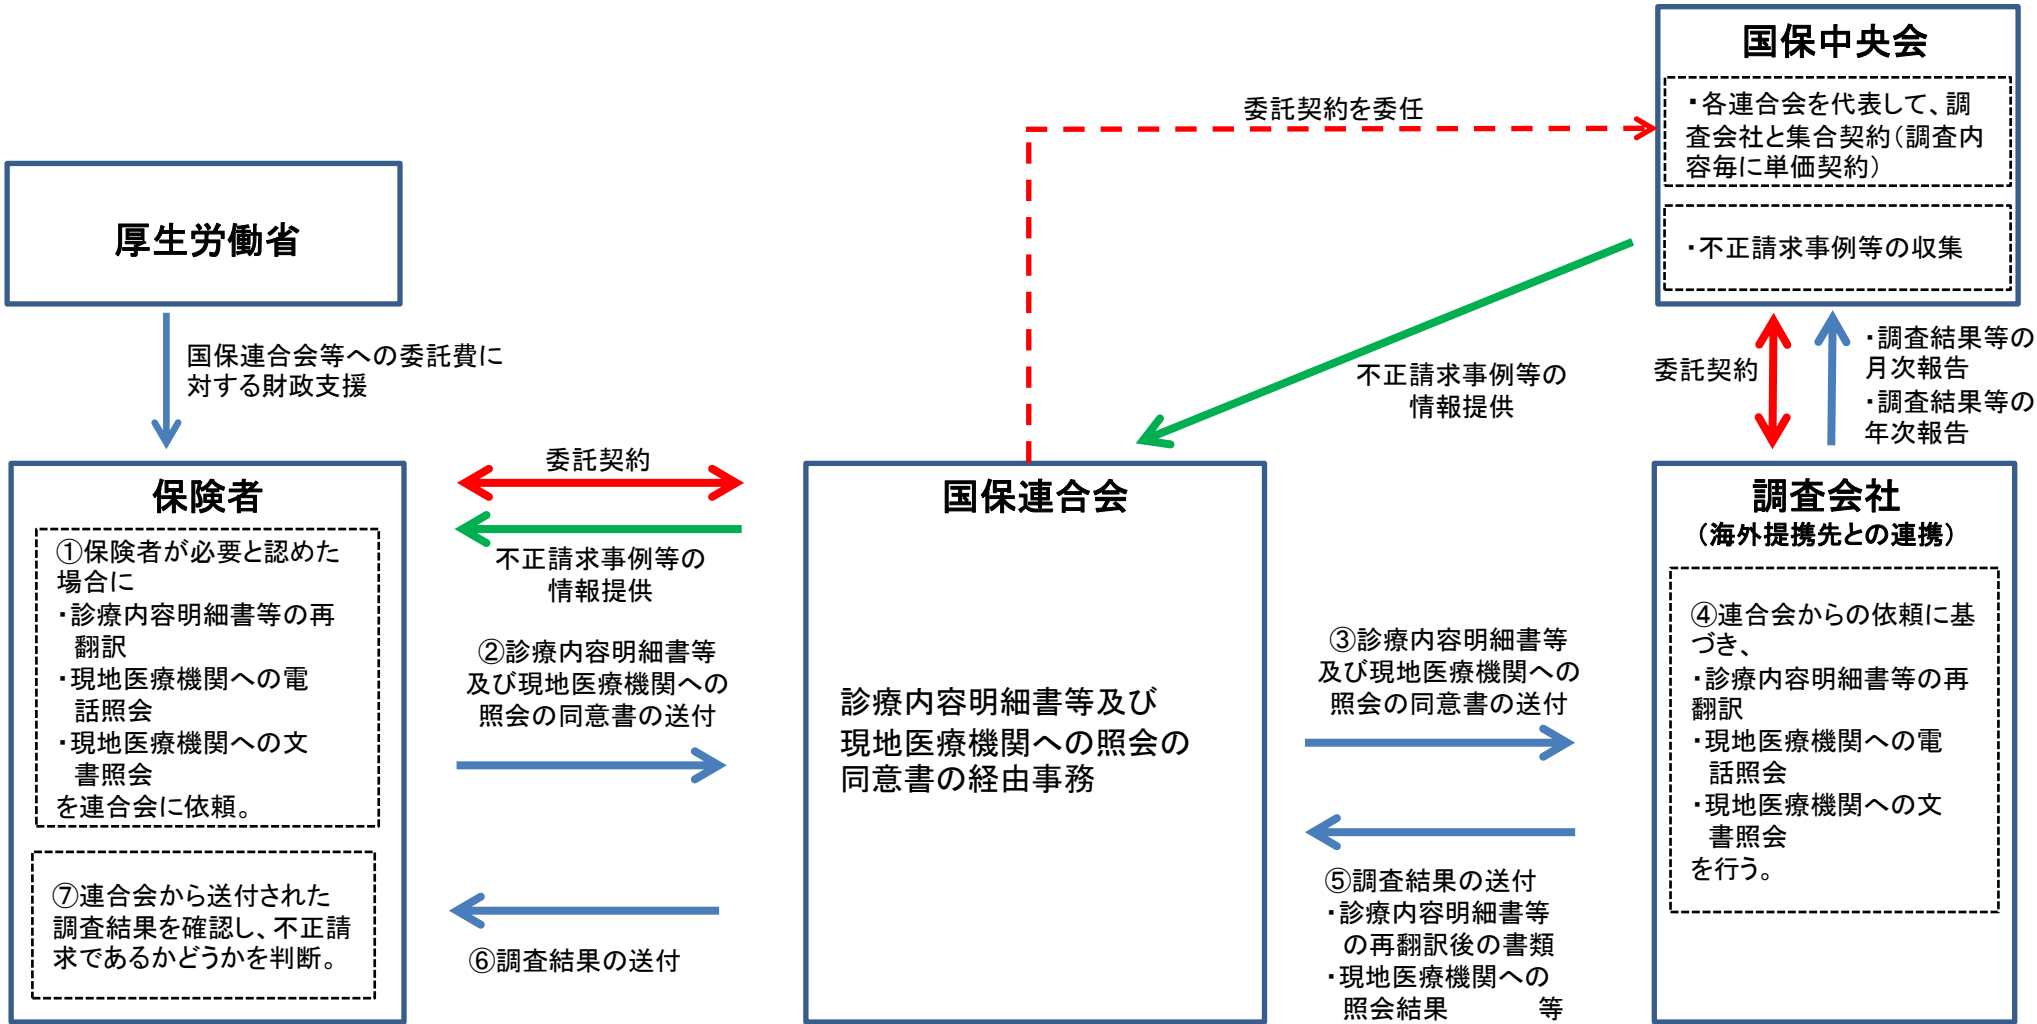 国保中央会
・各連合会を代表して、調
査会社と集合契約(調査内
容毎に単価契約)
・不正請求事例等の収集
委託契約を委任
厚生労働省
国保連合会等への委託費に
対する財政支援
不正請求事例等の
情報提供
委託契約
・調査結果等の
月次報告
・調査結果等の
年次報告
保険者
①保険者が必要と認めた
場合に
・診療内容明細書等の再
翻訳
・現地医療機関への電
話照会
・現地医療機関への文
書照会
を連合会に依頼。
⑦連合会から送付された
調査結果を確認し、不正請
求であるかどうかを判断。
委託契約
不正請求事例等の
情報提供
②診療内容明細書等
及び現地医療機関への
照会の同意書の送付
⑥調査結果の送付
国保連合会
診療内容明細書等及び
現地医療機関への照会の
同意書の経由事務
③診療内容明細書等
及び現地医療機関への
照会の同意書の送付
⑤調査結果の送付
・診療内容明細書等
の再翻訳後の書類
・現地医療機関への
照会結果 等
調査会社
(海外提携先との連携)
④連合会からの依頼に基
づき、
・診療内容明細書等の再
翻訳
・現地医療機関への電
話照会
・現地医療機関への文
書照会
を行う。